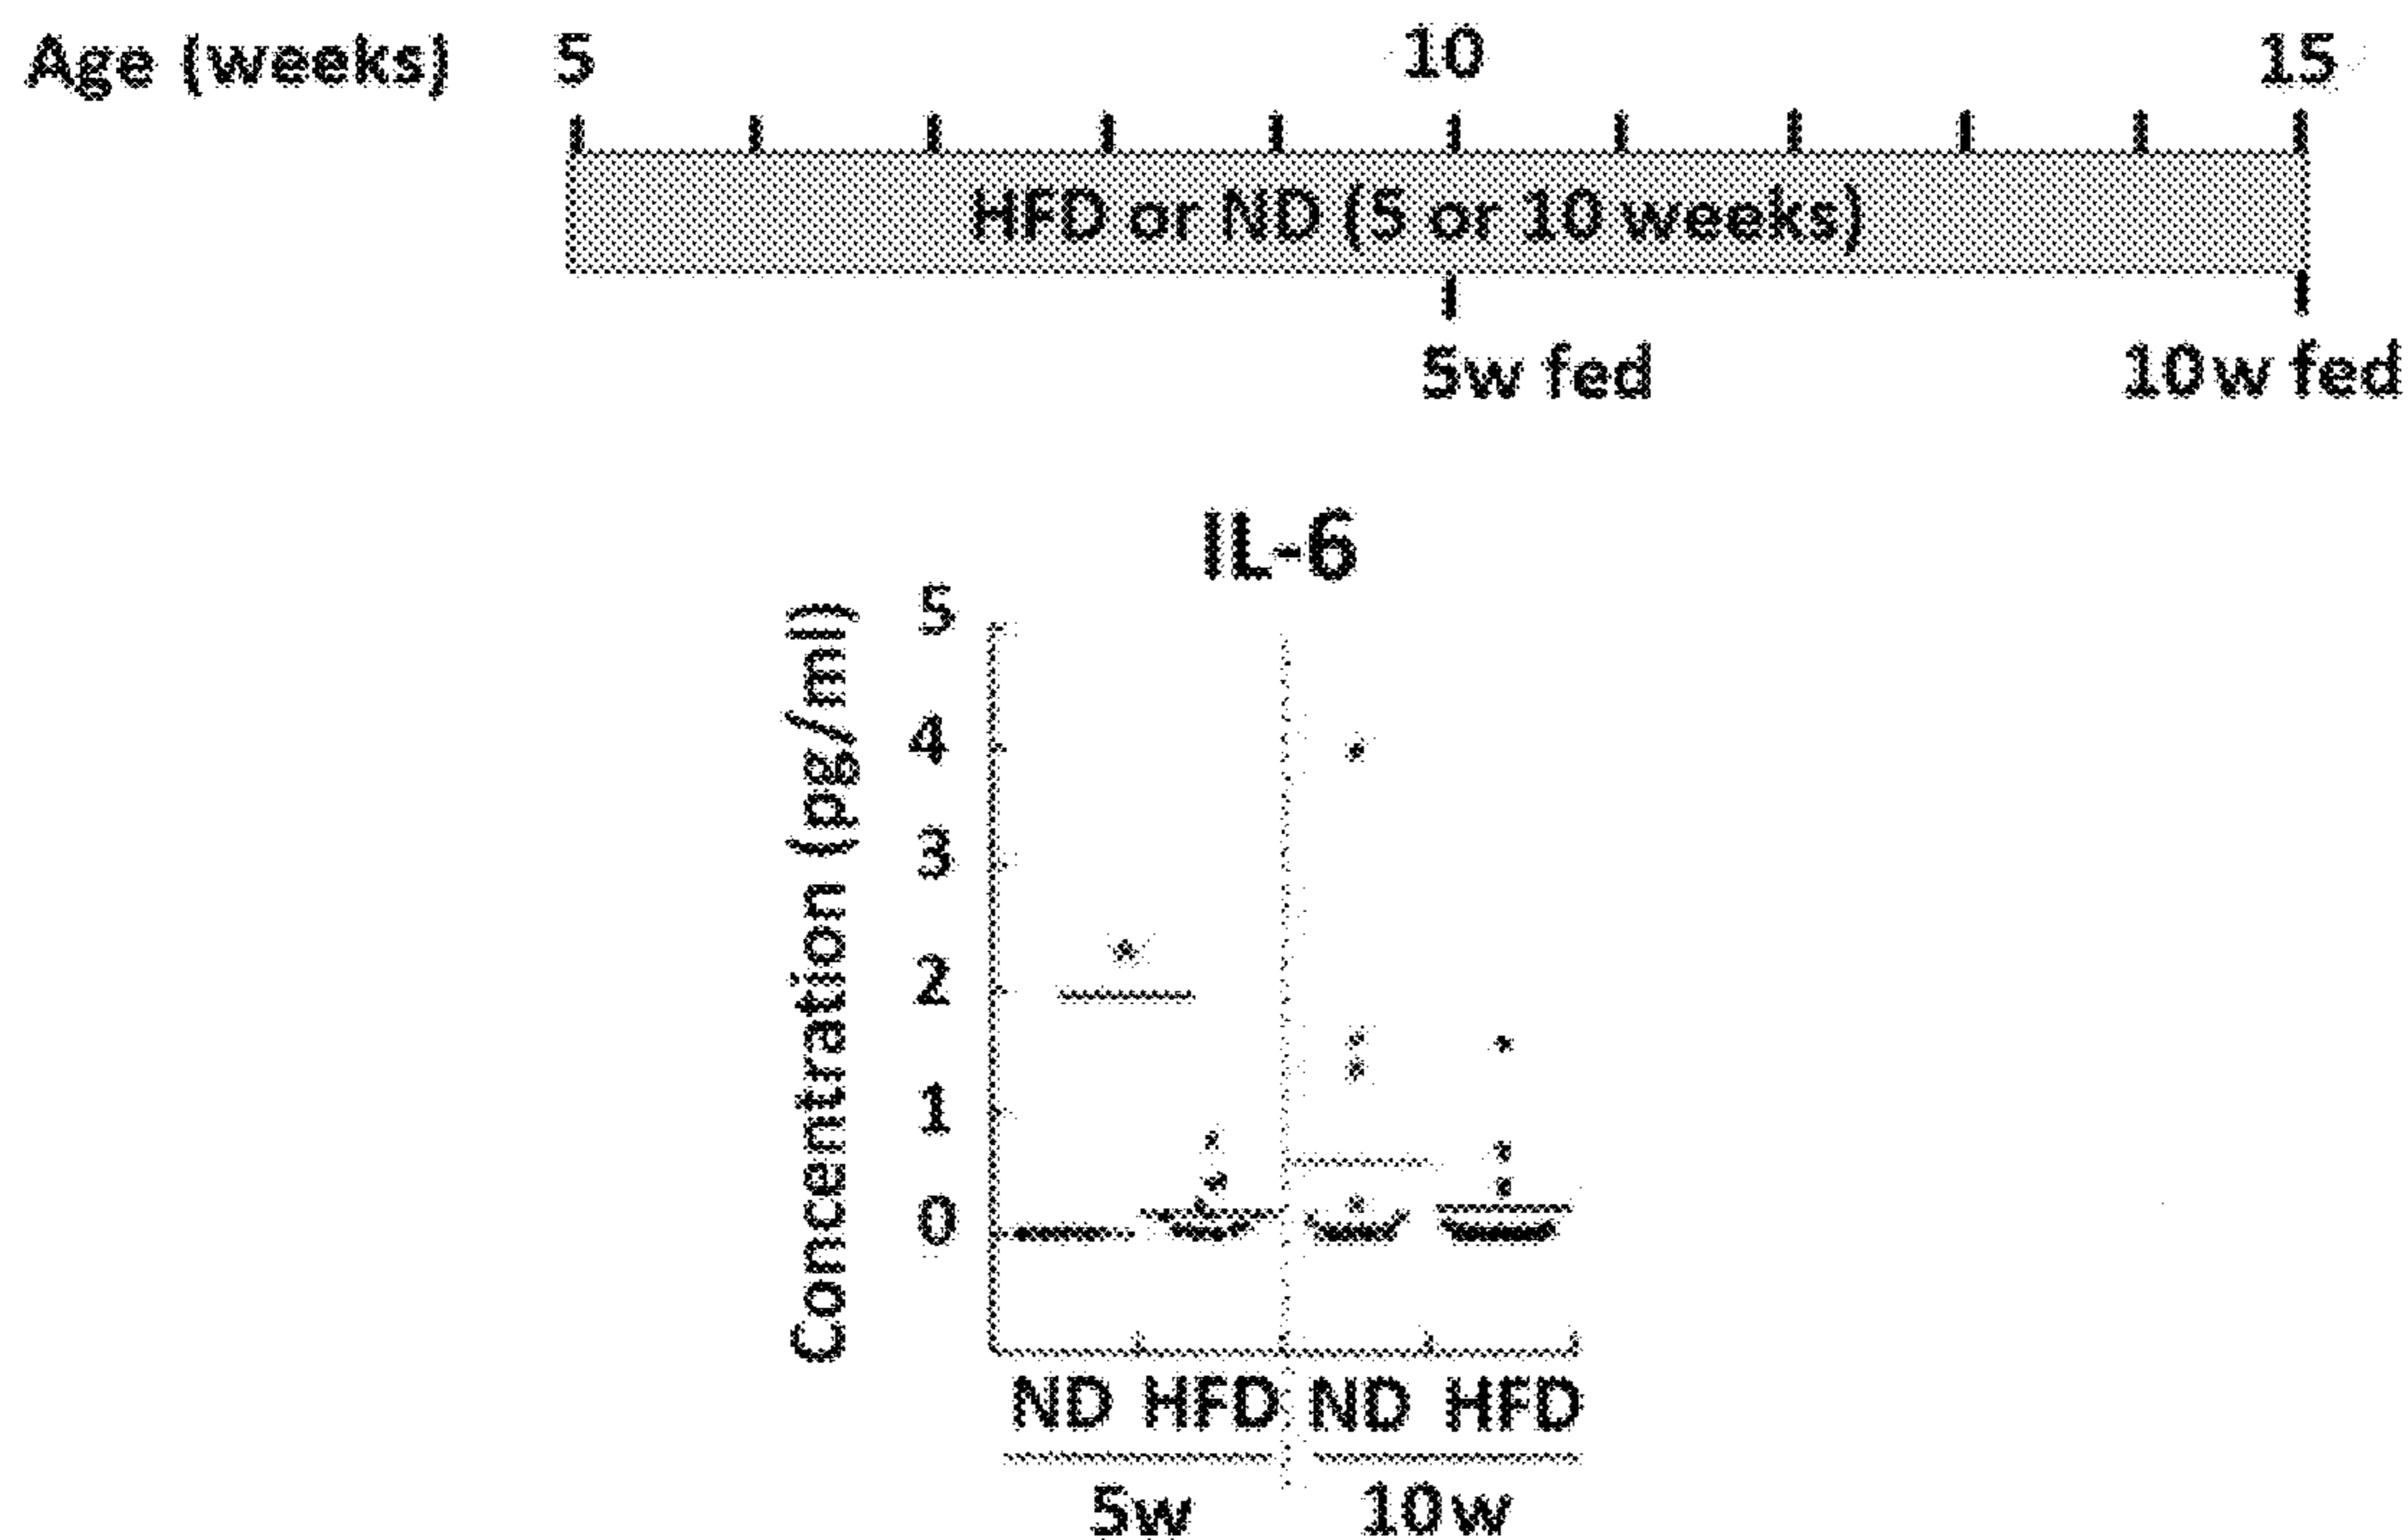 Age (weeks) 5 10 15
HFD or ND (5 or 10 weeks)
5w fed 10w fed
IL-6
Concentration (pg/ml)
5
4
3
2
1
0
*
ND HFD ND HFD
5w 10w